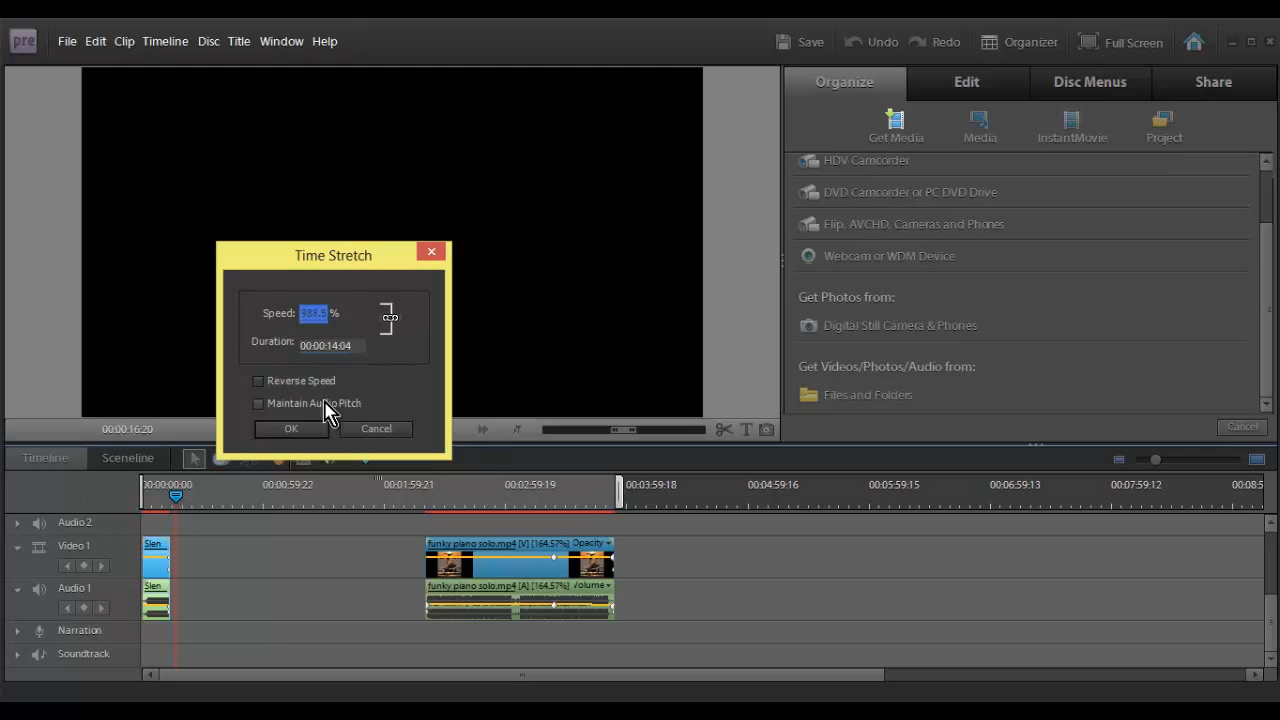 pre File Edit Clip Timeline Disc Title Window Help Save Undo Redo Organizer Full Screen
Organize Edit Disc Menus Share
Get Media Media InstantMovie Project
HDV Camcorder
DVD Camcorder or PC DVD Drive
Flip, AVCHD, Cameras and Phones
Webcam or WDM Device
Get Photos from:
Digital Still Camera & Phones
Get Videos/Photos/Audio from:
Files and Folders
Cancel
Time Stretch
Speed: 988.5 %
Duration: 00:00:14:04
Reverse Speed
Maintain Audio Pitch
OK Cancel
00:00:16:20
Timeline Sceneline
00:00:00:00 00:00:59:22 00:01:59:21 00:02:59:19 00:03:59:18 00:04:59:16 00:05:59:15 00:06:59:13 00:07:59:12 00:08:5
Audio 2
Video 1 Slen funky piano solo.mp4 [V] [164.57%] Opacity
Audio 1 Slen funky piano solo.mp4 [A] [164.57%] Volume
Narration
Soundtrack